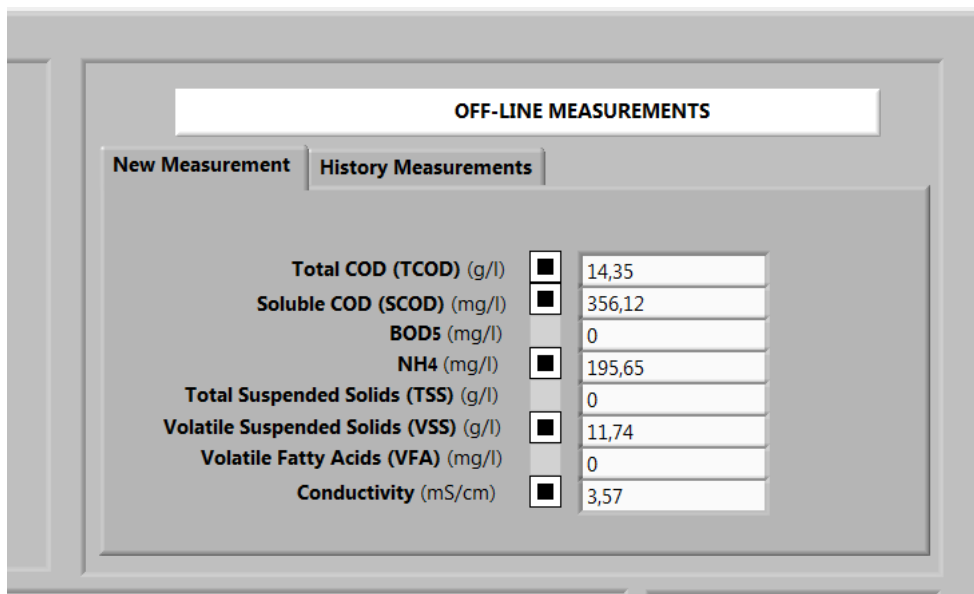 OFF-LINE MEASUREMENTS
New Measurement History Measurements
Total COD (TCOD) (g/l) 14,35
Soluble COD (SCOD) (mg/l) 356,12
BOD5 (mg/l) 0
NH4 (mg/l) 195,65
Total Suspended Solids (TSS) (g/l) 0
Volatile Suspended Solids (VSS) (g/l) 11,74
Volatile Fatty Acids (VFA) (mg/l) 0
Conductivity (mS/cm) 3,57